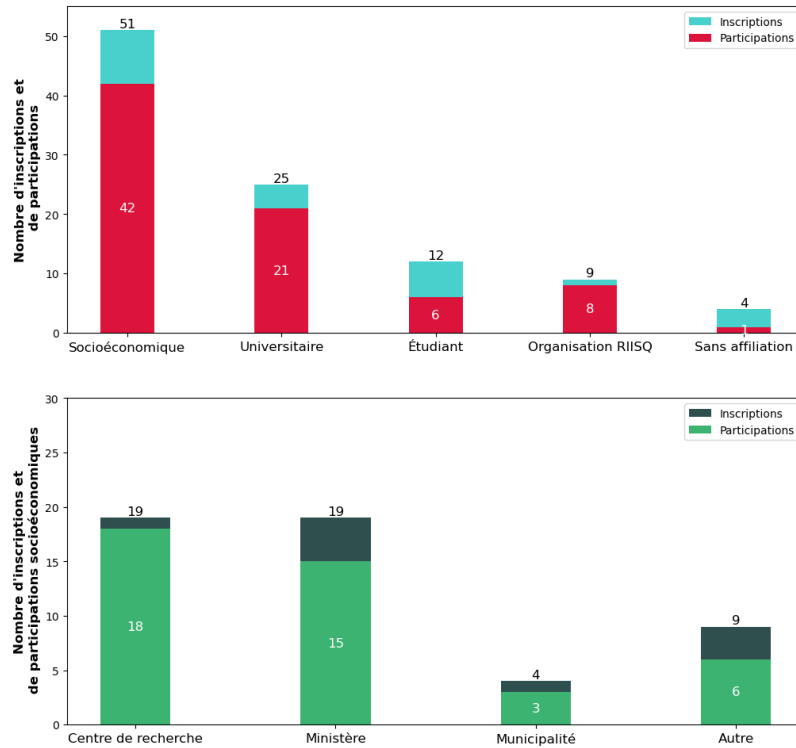 Nombre d'inscriptions et
de participations
50
40
30
20
10
0
51
42
25
21
12
6
9
8
4
1
Inscriptions
Participations
Socioéconomique
Universitaire
Étudiant
Organisation RIISQ
Sans affiliation
Nombre d'inscriptions et
de participations socioéconomiques
30
25
20
15
10
5
0
19
18
19
15
4
3
9
6
Inscriptions
Participations
Centre de recherche
Ministère
Municipalité
Autre